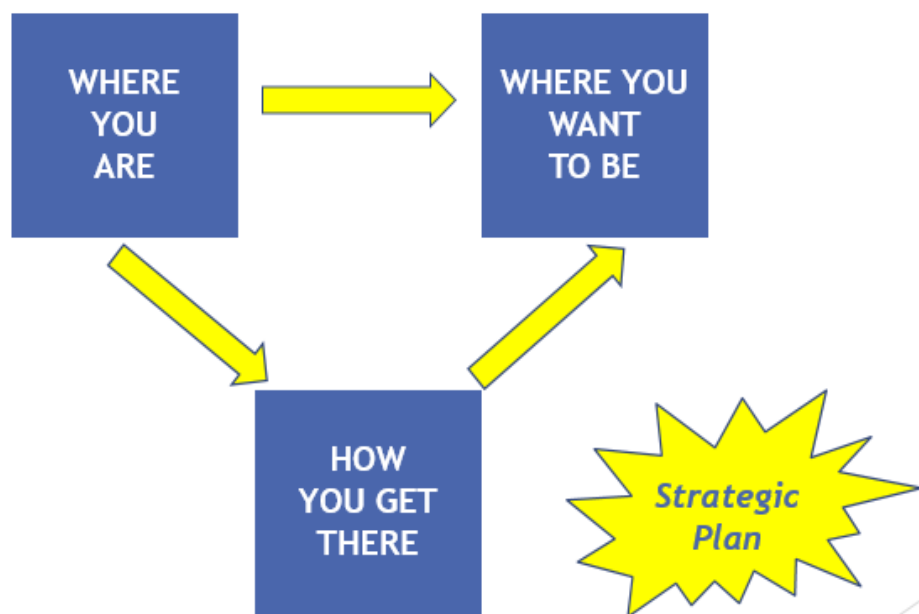 WHERE
YOU
ARE
WHERE YOU
WANT
TO BE
HOW
YOU GET
THERE
Strategic
Plan